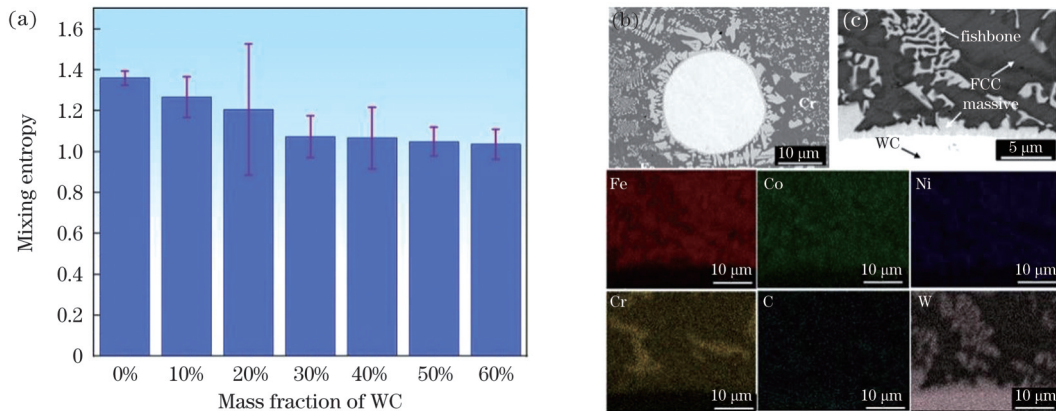 (a)
1.6
1.4
1.2
1.0
0.8
0.6
0.4
0.2
0
Mixing entropy
0% 10% 20% 30% 40% 50% 60%
Mass fraction of WC
(b)
Cr
10 μm
(c)
fishbone
FCC
massive
WC
5 μm
Fe
10 μm
Co
10 μm
Ni
10 μm
Cr
10 μm
C
10 μm
W
10 μm